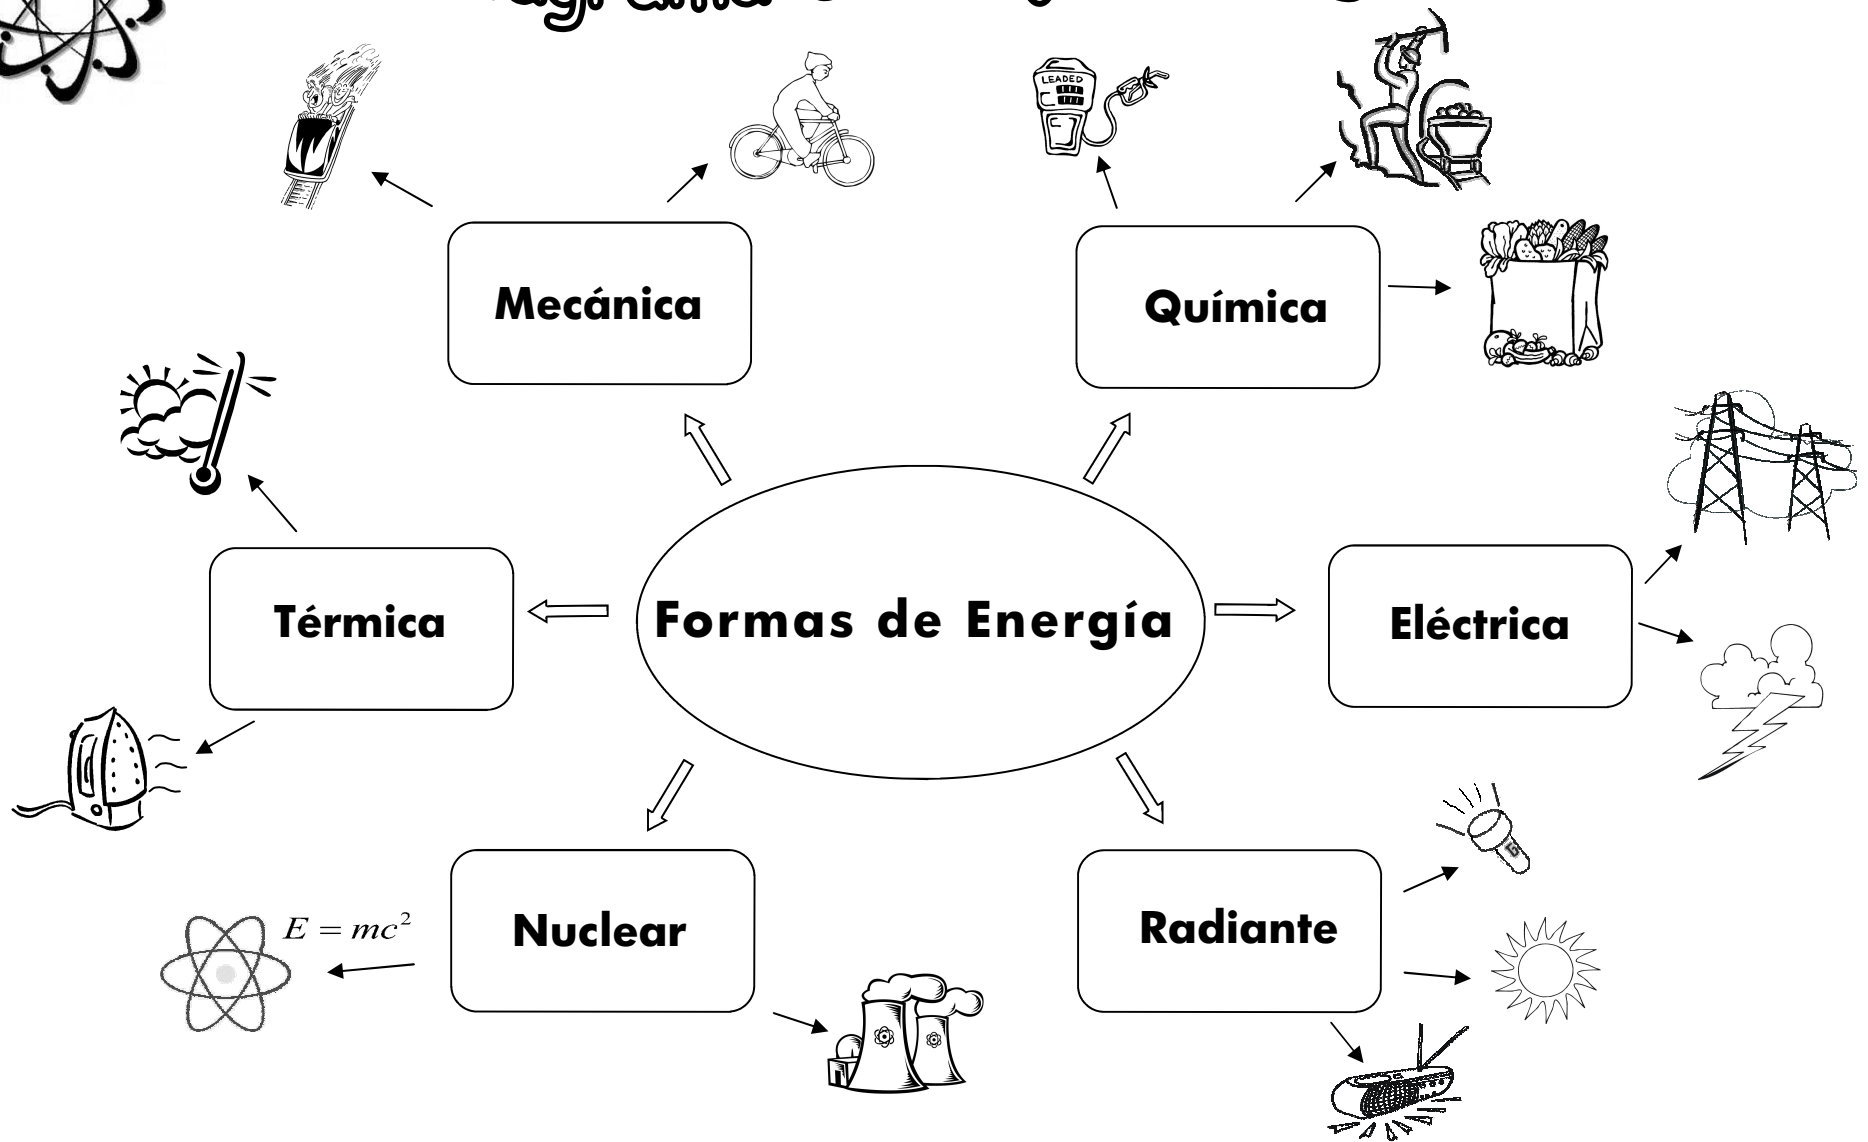 LEADED
Mecánica
Química
Térmica
Formas de Energía
Eléctrica
E = mc²
Nuclear
Radiante